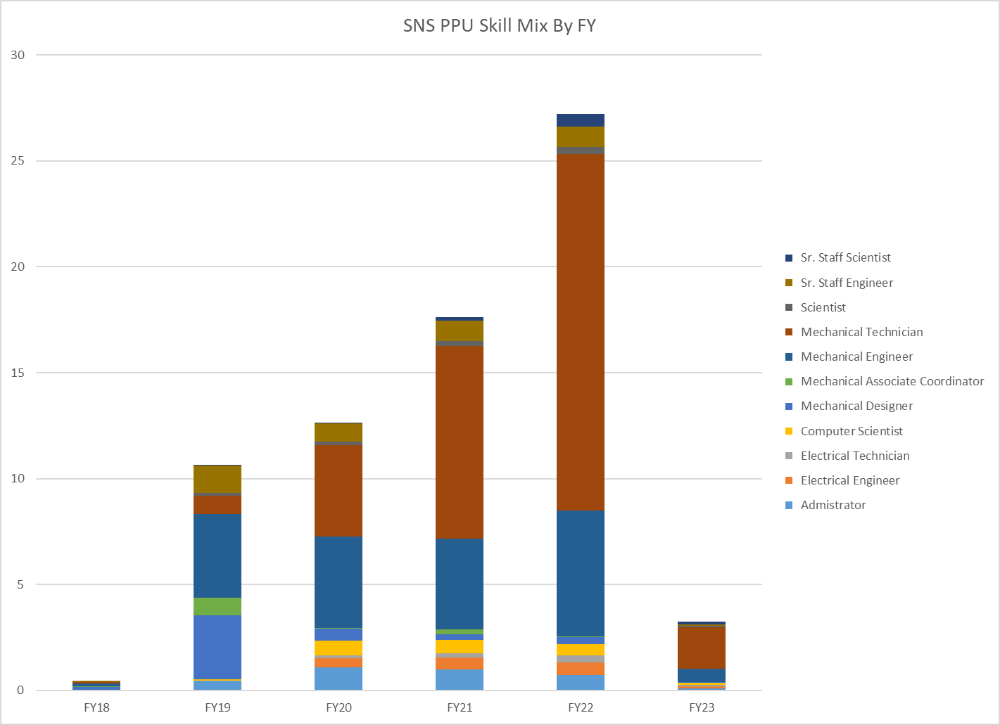 SNS PPU Skill Mix By FY
30
25
20
15
10
5
0
FY18
FY19
FY20
FY21
FY22
FY23
Sr. Staff Scientist
Sr. Staff Engineer
Scientist
Mechanical Technician
Mechanical Engineer
Mechanical Associate Coordinator
Mechanical Designer
Computer Scientist
Electrical Technician
Electrical Engineer
Admistrator